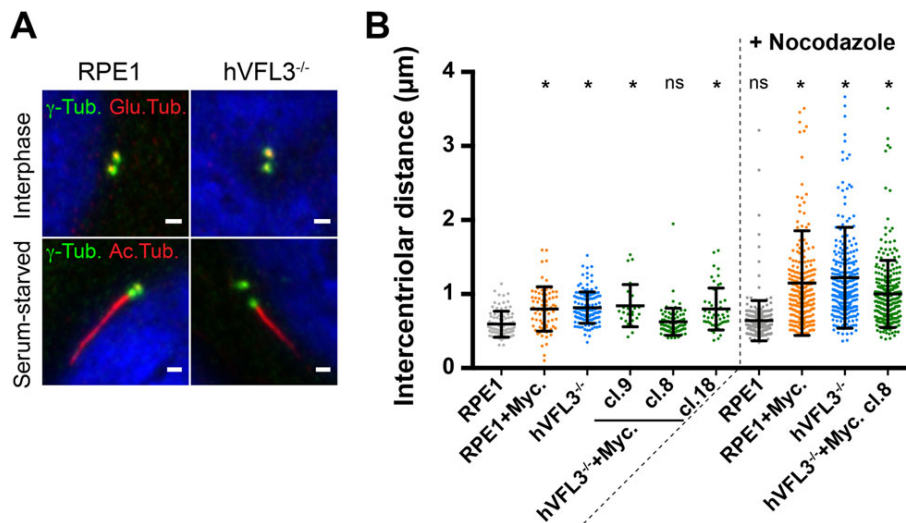 A
RPE1 hVFL3-/-
Interphase
γ-Tub. Glu.Tub.
Serum-starved
γ-Tub. Ac.Tub.
B
+ Nocodazole
Intercentriolar distance (µm)
4
3
2
1
0
* * * ns * ns * * *
RPE1
RPE1+Myc.
hVFL3-/-
cl.9
cl.8
cl.18
hVFL3-/-+Myc.
RPE1
RPE1+Myc.
hVFL3-/-
hVFL3-/-+Myc. cl.8